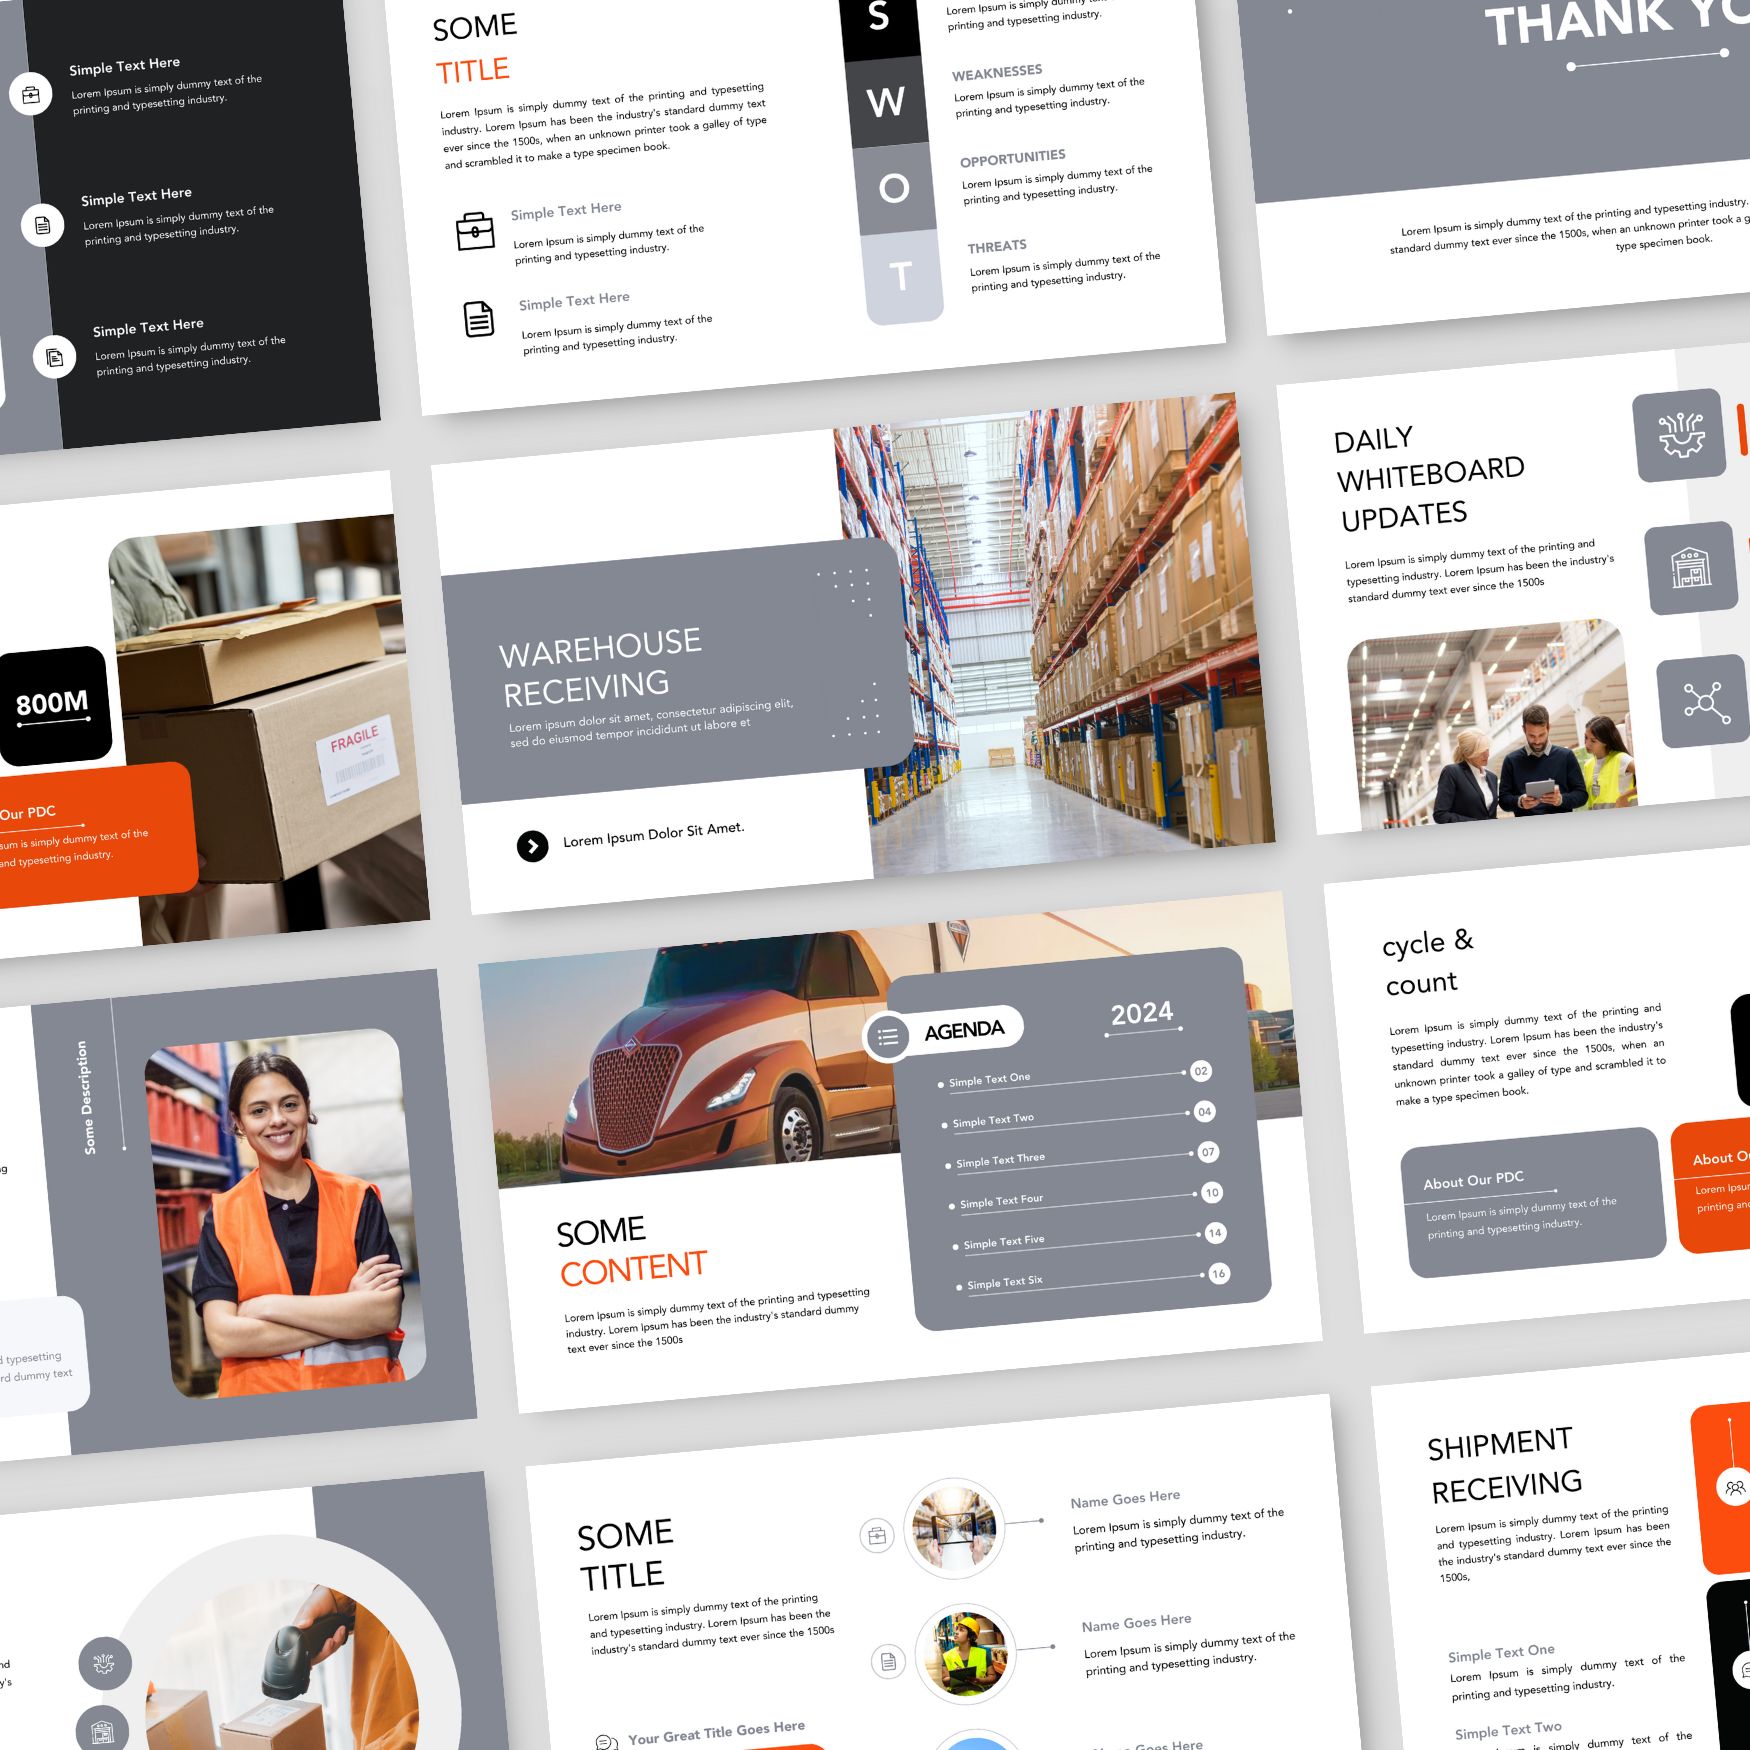 Simple Text Here
Lorem Ipsum is simply dummy text of the
printing and typesetting industry.
Simple Text Here
Lorem Ipsum is simply dummy text of the
printing and typesetting industry.
Simple Text Here
Lorem Ipsum is simply dummy text of the
printing and typesetting industry.
SOME
TITLE
Lorem Ipsum is simply dummy text of the printing and typesetting
industry. Lorem Ipsum has been the industry's standard dummy text
ever since the 1500s, when an unknown printer took a galley of type
and scrambled it to make a type specimen book.
Simple Text Here
Lorem Ipsum is simply dummy text of the
printing and typesetting industry.
Simple Text Here
Lorem Ipsum is simply dummy text of the
printing and typesetting industry.
S
W
O
T
printing and typesetting industry.
WEAKNESSES
Lorem Ipsum is simply dummy text of the
printing and typesetting industry.
OPPORTUNITIES
Lorem Ipsum is simply dummy text of the
printing and typesetting industry.
THREATS
Lorem Ipsum is simply dummy text of the
printing and typesetting industry.
THANK YO
Lorem Ipsum is simply dummy text of the printing and typesetting industry.
standard dummy text ever since the 1500s, when an unknown printer took a g
type specimen book.
800M
FRAGILE
Our PDC
sum is simply dummy text of the
and typesetting industry.
WAREHOUSE
RECEIVING
Lorem ipsum dolor sit amet, consectetur adipiscing elit,
sed do eiusmod tempor incididunt ut labore et
Lorem Ipsum Dolor Sit Amet.
DAILY
WHITEBOARD
UPDATES
Lorem Ipsum is simply dummy text of the printing and
typesetting industry. Lorem Ipsum has been the industry's
standard dummy text ever since the 1500s
Some Description
d typesetting
rd dummy text
AGENDA
2024
Simple Text One 02
Simple Text Two 04
Simple Text Three 07
Simple Text Four 10
Simple Text Five 14
Simple Text Six 16
SOME
CONTENT
Lorem Ipsum is simply dummy text of the printing and typesetting
industry. Lorem Ipsum has been the industry's standard dummy
text ever since the 1500s
cycle &
count
Lorem Ipsum is simply dummy text of the printing and
typesetting industry. Lorem Ipsum has been the industry's
standard dummy text ever since the 1500s, when an
unknown printer took a galley of type and scrambled it to
make a type specimen book.
About Our PDC
Lorem Ipsum is simply dummy text of the
printing and typesetting industry.
About Ou
Lorem Ipsu
printing and
SOME
TITLE
Lorem Ipsum is simply dummy text of the printing
and typesetting industry. Lorem Ipsum has been the
industry's standard dummy text ever since the 1500s
Your Great Title Goes Here
Name Goes Here
Lorem Ipsum is simply dummy text of the
printing and typesetting industry.
Name Goes Here
Lorem Ipsum is simply dummy text of the
printing and typesetting industry.
Goes Here
SHIPMENT
RECEIVING
Lorem Ipsum is simply dummy text of the printing
and typesetting industry. Lorem Ipsum has been
the industry's standard dummy text ever since the
1500s,
Simple Text One
Lorem Ipsum is simply dummy text of the
printing and typesetting industry.
Simple Text Two
is simply dummy text of the